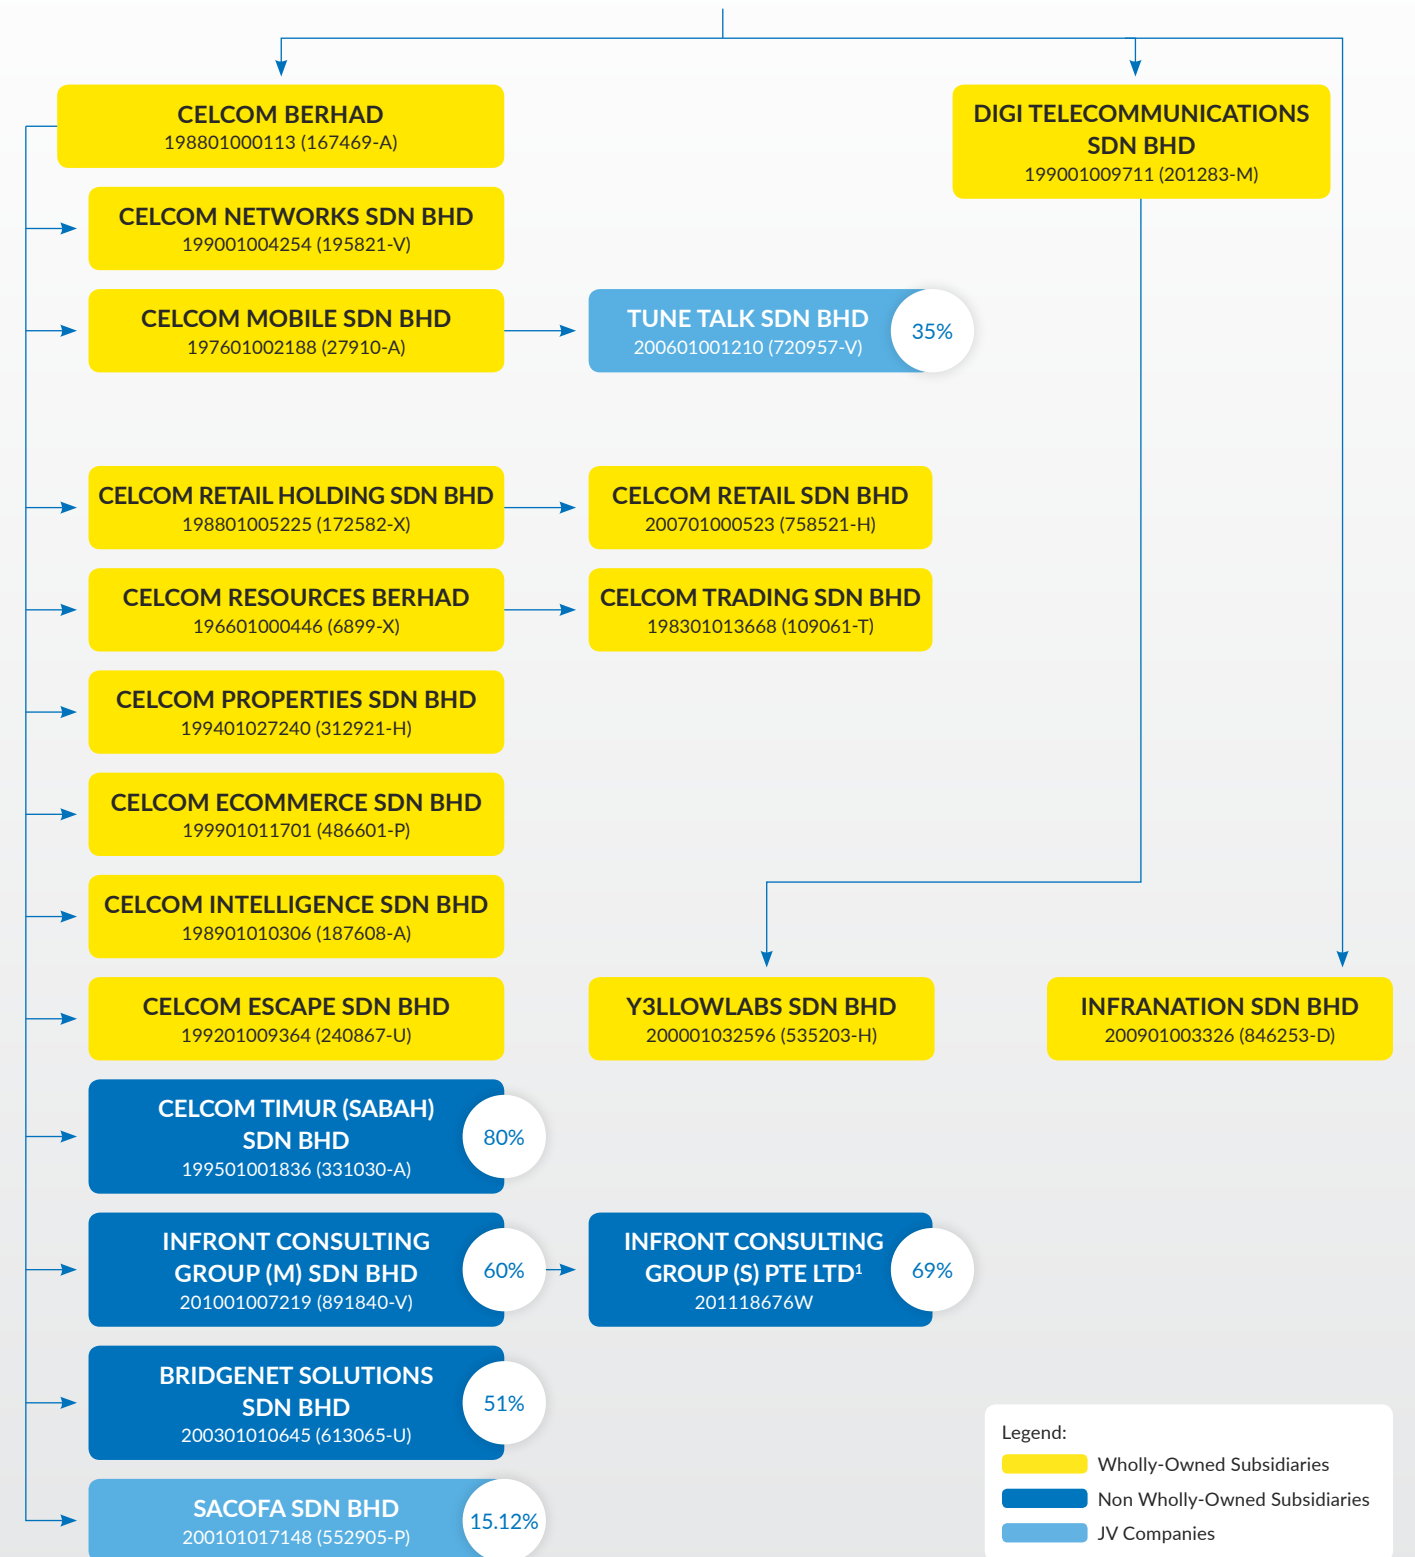 CELCOM BERHAD
198801000113 (167469-A)
DIGI TELECOMMUNICATIONS
SDN BHD
199001009711 (201283-M)
CELCOM NETWORKS SDN BHD
199001004254 (195821-V)
CELCOM MOBILE SDN BHD
197601002188 (27910-A)
TUNE TALK SDN BHD
200601001210 (720957-V)
35%
CELCOM RETAIL HOLDING SDN BHD
198801005225 (172582-X)
CELCOM RETAIL SDN BHD
200701000523 (758521-H)
CELCOM RESOURCES BERHAD
196601000446 (6899-X)
CELCOM TRADING SDN BHD
198301013668 (109061-T)
CELCOM PROPERTIES SDN BHD
199401027240 (312921-H)
CELCOM ECOMMERCE SDN BHD
199901011701 (486601-P)
CELCOM INTELLIGENCE SDN BHD
198901010306 (187608-A)
CELCOM ESCAPE SDN BHD
199201009364 (240867-U)
Y3LLOWLABS SDN BHD
200001032596 (535203-H)
INFRANATION SDN BHD
200901003326 (846253-D)
CELCOM TIMUR (SABAH)
SDN BHD
199501001836 (331030-A)
80%
INFRONT CONSULTING
GROUP (M) SDN BHD
201001007219 (891840-V)
60%
INFRONT CONSULTING
GROUP (S) PTE LTD¹
201118676W
69%
BRIDGENET SOLUTIONS
SDN BHD
200301010645 (613065-U)
51%
SACOFA SDN BHD
200101017148 (552905-P)
15.12%
Legend:
Wholly-Owned Subsidiaries
Non Wholly-Owned Subsidiaries
JV Companies